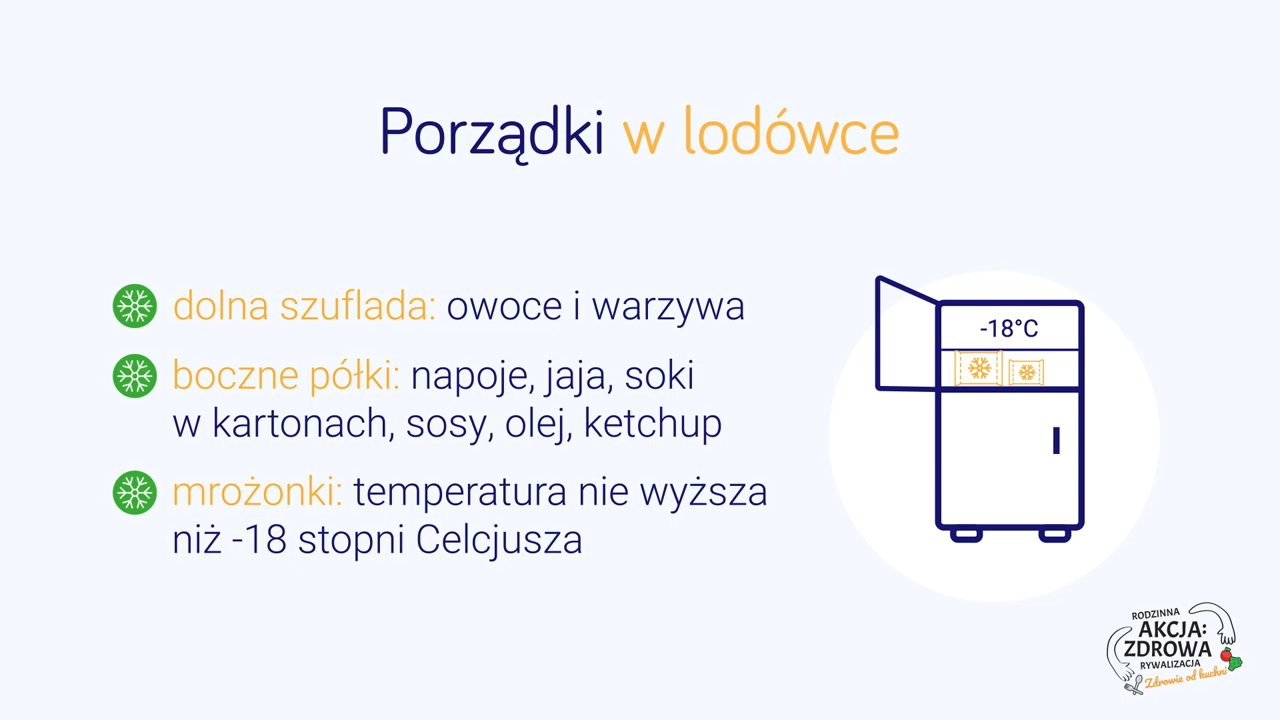 Porządki w lodówce
dolna szuflada: owoce i warzywa
boczne półki: napoje, jaja, soki
w kartonach, sosy, olej, ketchup
mrożonki: temperatura nie wyższa
niż -18 stopni Celcjusza
-18°C
RODZINNA
AKCJA:
ZDROWA
RYWALIZACJA
Zdrowie od kuchni